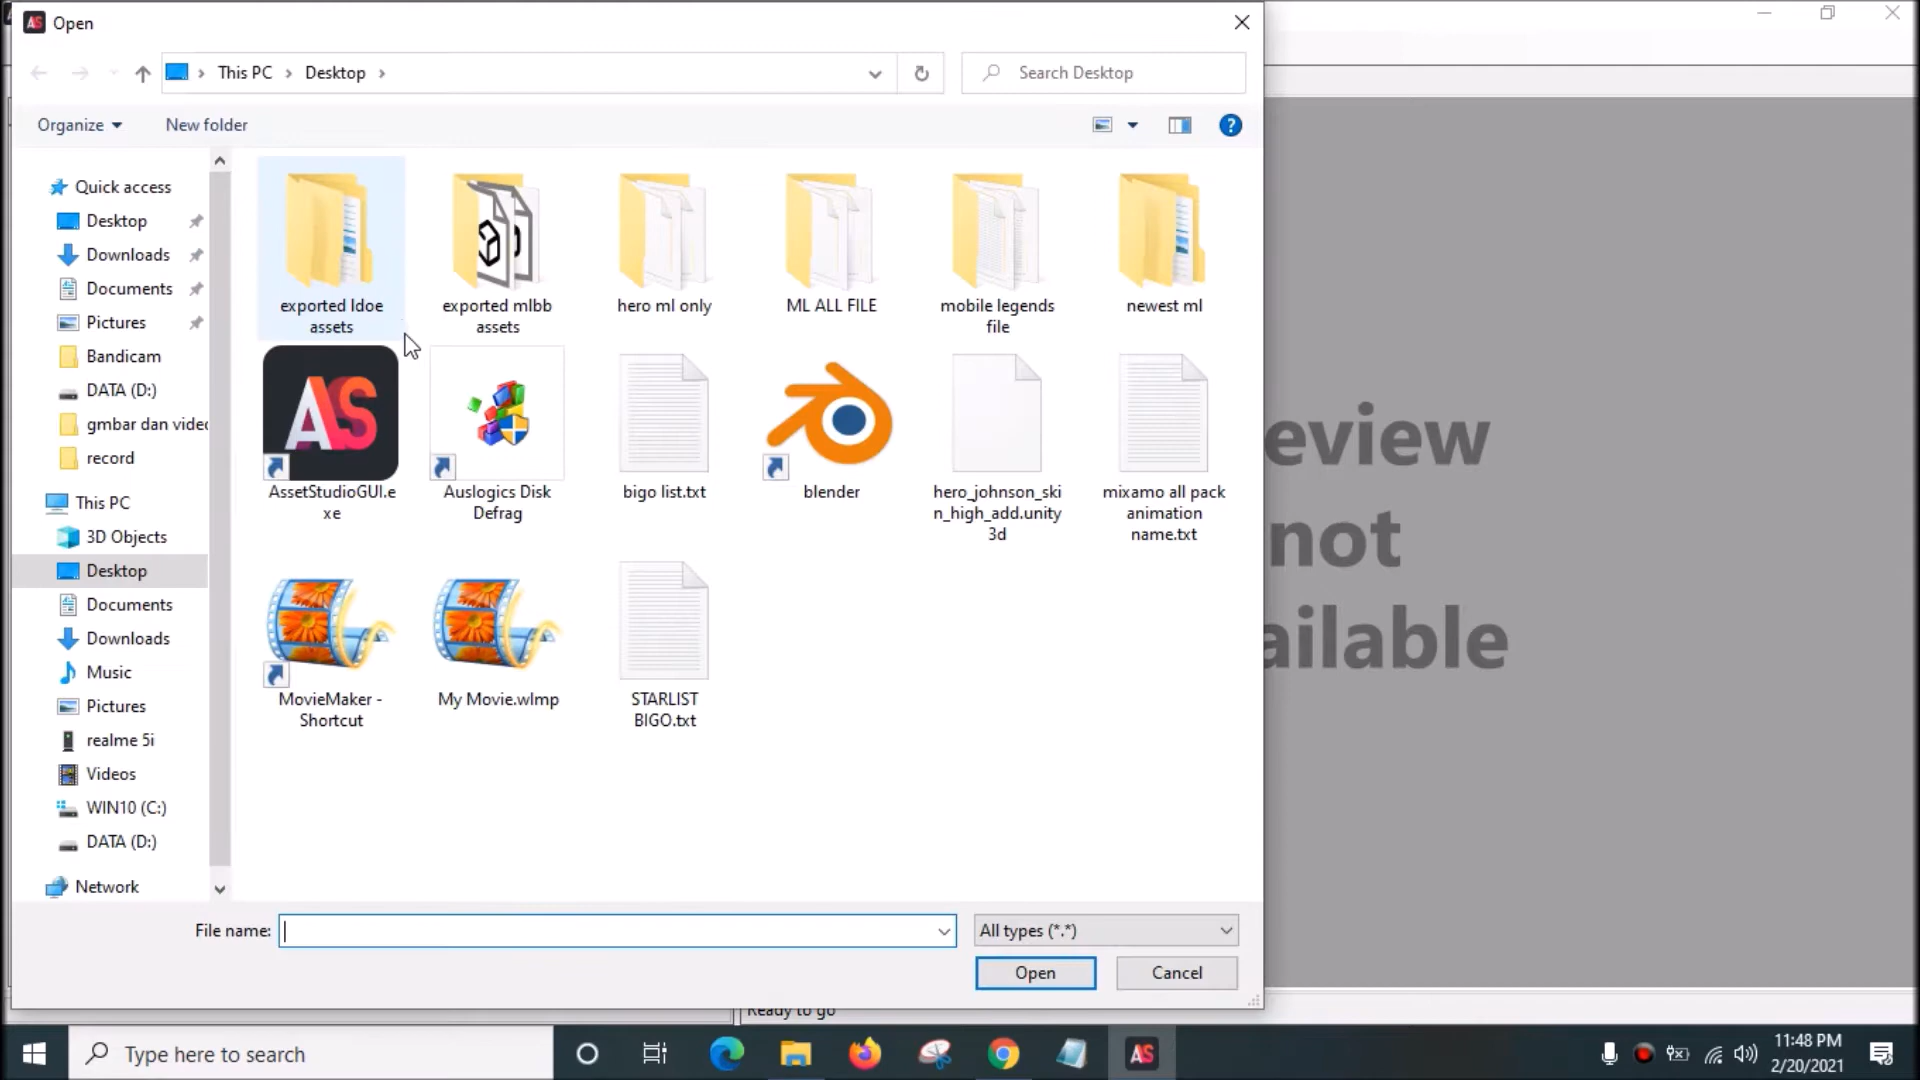 Open
This PC
Desktop
Search Desktop
Organize
New folder
Quick access
Desktop
Downloads
Documents
Pictures
Bandicam
DATA (D:)
gmbar dan video
record
This PC
3D Objects
Desktop
Documents
Downloads
Music
Pictures
realme 5i
Videos
WIN10 (C:)
DATA (D:)
Network
exported ldoe
assets
exported mlbb
assets
hero ml only
ML ALL FILE
mobile legends
file
newest ml
AS
AssetStudioGUI.e
xe
Auslogics Disk
Defrag
bigo list.txt
blender
hero_johnson_ski
n_high_add.unity
3d
mixamo all pack
animation
name.txt
MovieMaker -
Shortcut
My Movie.wlmp
STARLIST
BIGO.txt
File name:
All types (*.*)
Open
Cancel
eview
not
ailable
Ready to go
Type here to search
AS
11:48 PM
2/20/2021